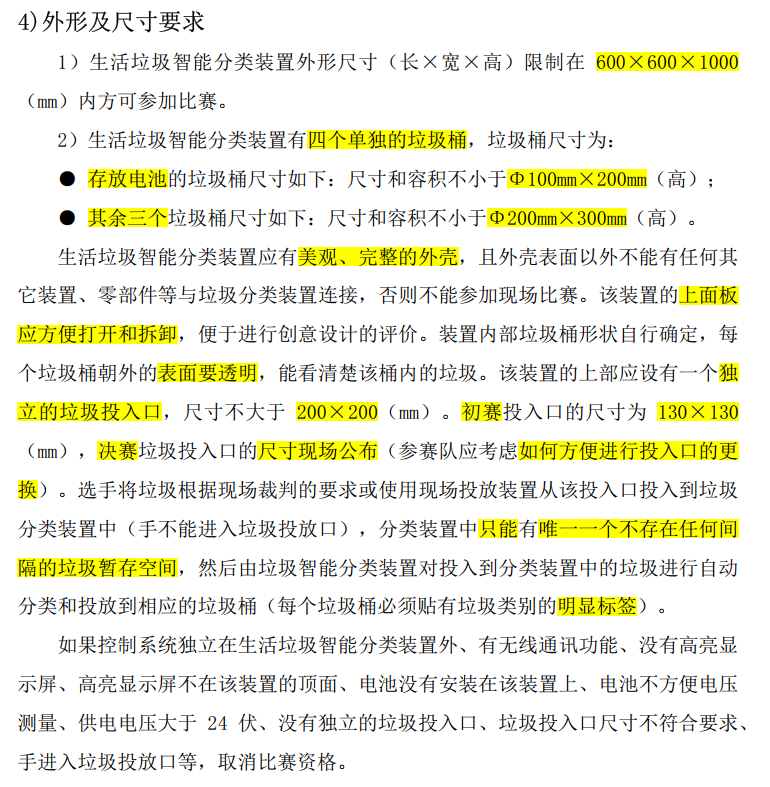 4)外形及尺寸要求
1）生活垃圾智能分类装置外形尺寸（长×宽×高）限制在 600×600×1000
（mm）内方可参加比赛。
2）生活垃圾智能分类装置有四个单独的垃圾桶，垃圾桶尺寸为：
● 存放电池的垃圾桶尺寸如下：尺寸和容积不小于Φ100mm×200mm（高）；
● 其余三个垃圾桶尺寸如下：尺寸和容积不小于Φ200mm×300mm（高）。
生活垃圾智能分类装置应有美观、完整的外壳，且外壳表面以外不能有任何其
它装置、零部件等与垃圾分类装置连接，否则不能参加现场比赛。该装置的上面板
应方便打开和拆卸，便于进行创意设计的评价。装置内部垃圾桶形状自行确定，每
个垃圾桶朝外的表面要透明，能看清楚该桶内的垃圾。该装置的上部应设有一个独
立的垃圾投入口，尺寸不大于 200×200（mm）。初赛投入口的尺寸为 130×130
（mm），决赛垃圾投入口的尺寸现场公布（参赛队应考虑如何方便进行投入口的更
换）。选手将垃圾根据现场裁判的要求或使用现场投放装置从该投入口投入到垃圾
分类装置中（手不能进入垃圾投放口），分类装置中只能有唯一一个不存在任何间
隔的垃圾暂存空间，然后由垃圾智能分类装置对投入到分类装置中的垃圾进行自动
分类和投放到相应的垃圾桶（每个垃圾桶必须贴有垃圾类别的明显标签）。
如果控制系统独立在生活垃圾智能分类装置外、有无线通讯功能、没有高亮显
示屏、高亮显示屏不在该装置的顶面、电池没有安装在该装置上、电池不方便电压
测量、供电电压大于 24 伏、没有独立的垃圾投入口、垃圾投入口尺寸不符合要求、
手进入垃圾投放口等，取消比赛资格。